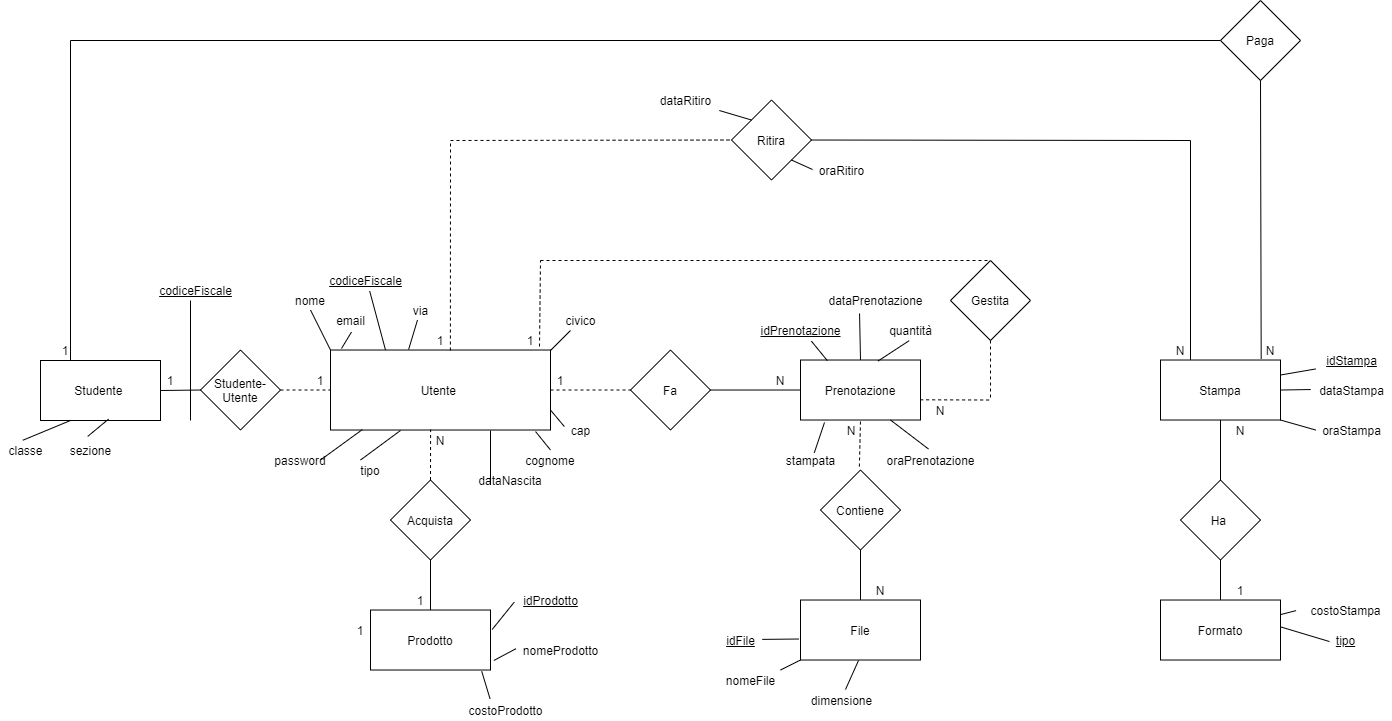 Paga
dataRitiro
Ritira
oraRitiro
codiceFiscale
nome
email
codiceFiscale
via
civico
1
1
Gestita
dataPrenotazione
idPrenotazione
quantità
1
N
N
idStampa
dataStampa
oraStampa
Studente
1
Studente-
Utente
1
Utente
1
Fa
N
Prenotazione
N
Stampa
N
classe
sezione
password
tipo
N
dataNascita
cognome
cap
stampata
N
oraPrenotazione
Acquista
Contiene
Ha
1
1
Prodotto
idProdotto
nomeProdotto
costoProdotto
N
File
idFile
nomeFile
dimensione
1
Formato
costoStampa
tipo